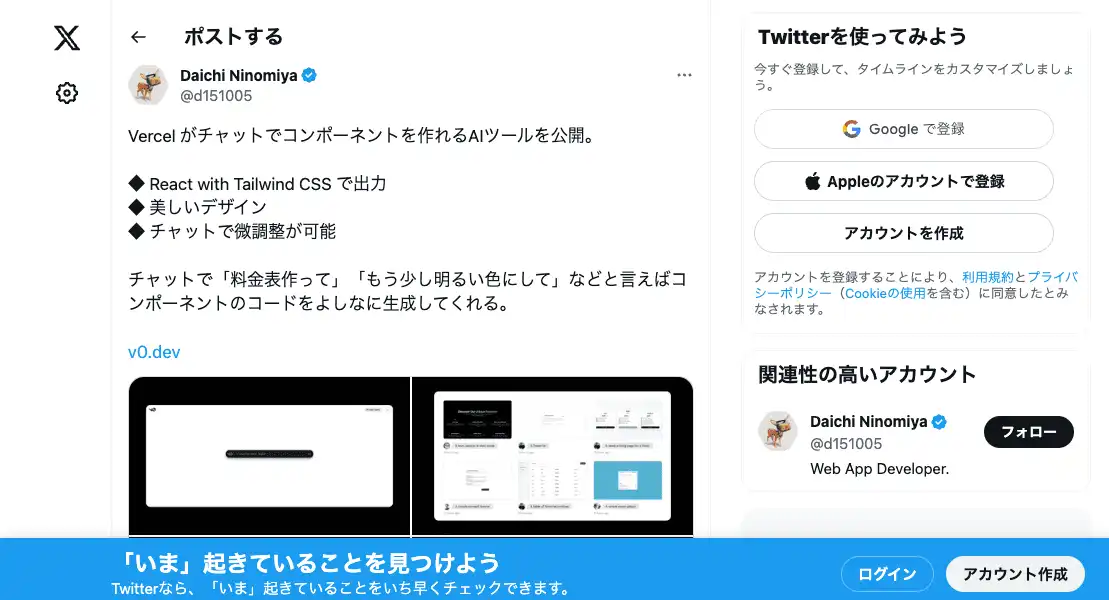 ポストする
Daichi Ninomiya
@d151005
Vercel がチャットでコンポーネントを作れるAIツールを公開。
◆ React with Tailwind CSS で出力
◆ 美しいデザイン
◆ チャットで微調整が可能
チャットで「料金表作って」「もう少し明るい色にして」などと言えばコ
ンポーネントのコードをよしなに生成してくれる。
v0.dev
Twitterを使ってみよう
今すぐ登録して、タイムラインをカスタマイズしましょ
う。
Google で登録
Appleのアカウントで登録
アカウントを作成
アカウントを登録することにより、利用規約とプライバ
シーポリシー（Cookieの使用を含む）に同意したとみ
なされます。
関連性の高いアカウント
Daichi Ninomiya
@d151005
Web App Developer.
フォロー
「いま」起きていることを見つけよう
Twitterなら、「いま」起きていることをいち早くチェックできます。
ログイン
アカウント作成